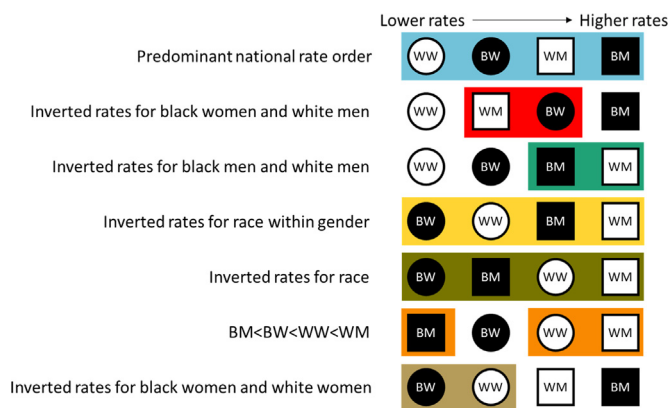 Lower rates Higher rates
Predominant national rate order WW BW WM BM
Inverted rates for black women and white men WW WM BW BM
Inverted rates for black men and white men WW BW BM WM
Inverted rates for race within gender BW WW BM WM
Inverted rates for race BW BM WW WM
BM<BW<WW<WM BM BW WW WM
Inverted rates for black women and white women BW WW WM BM